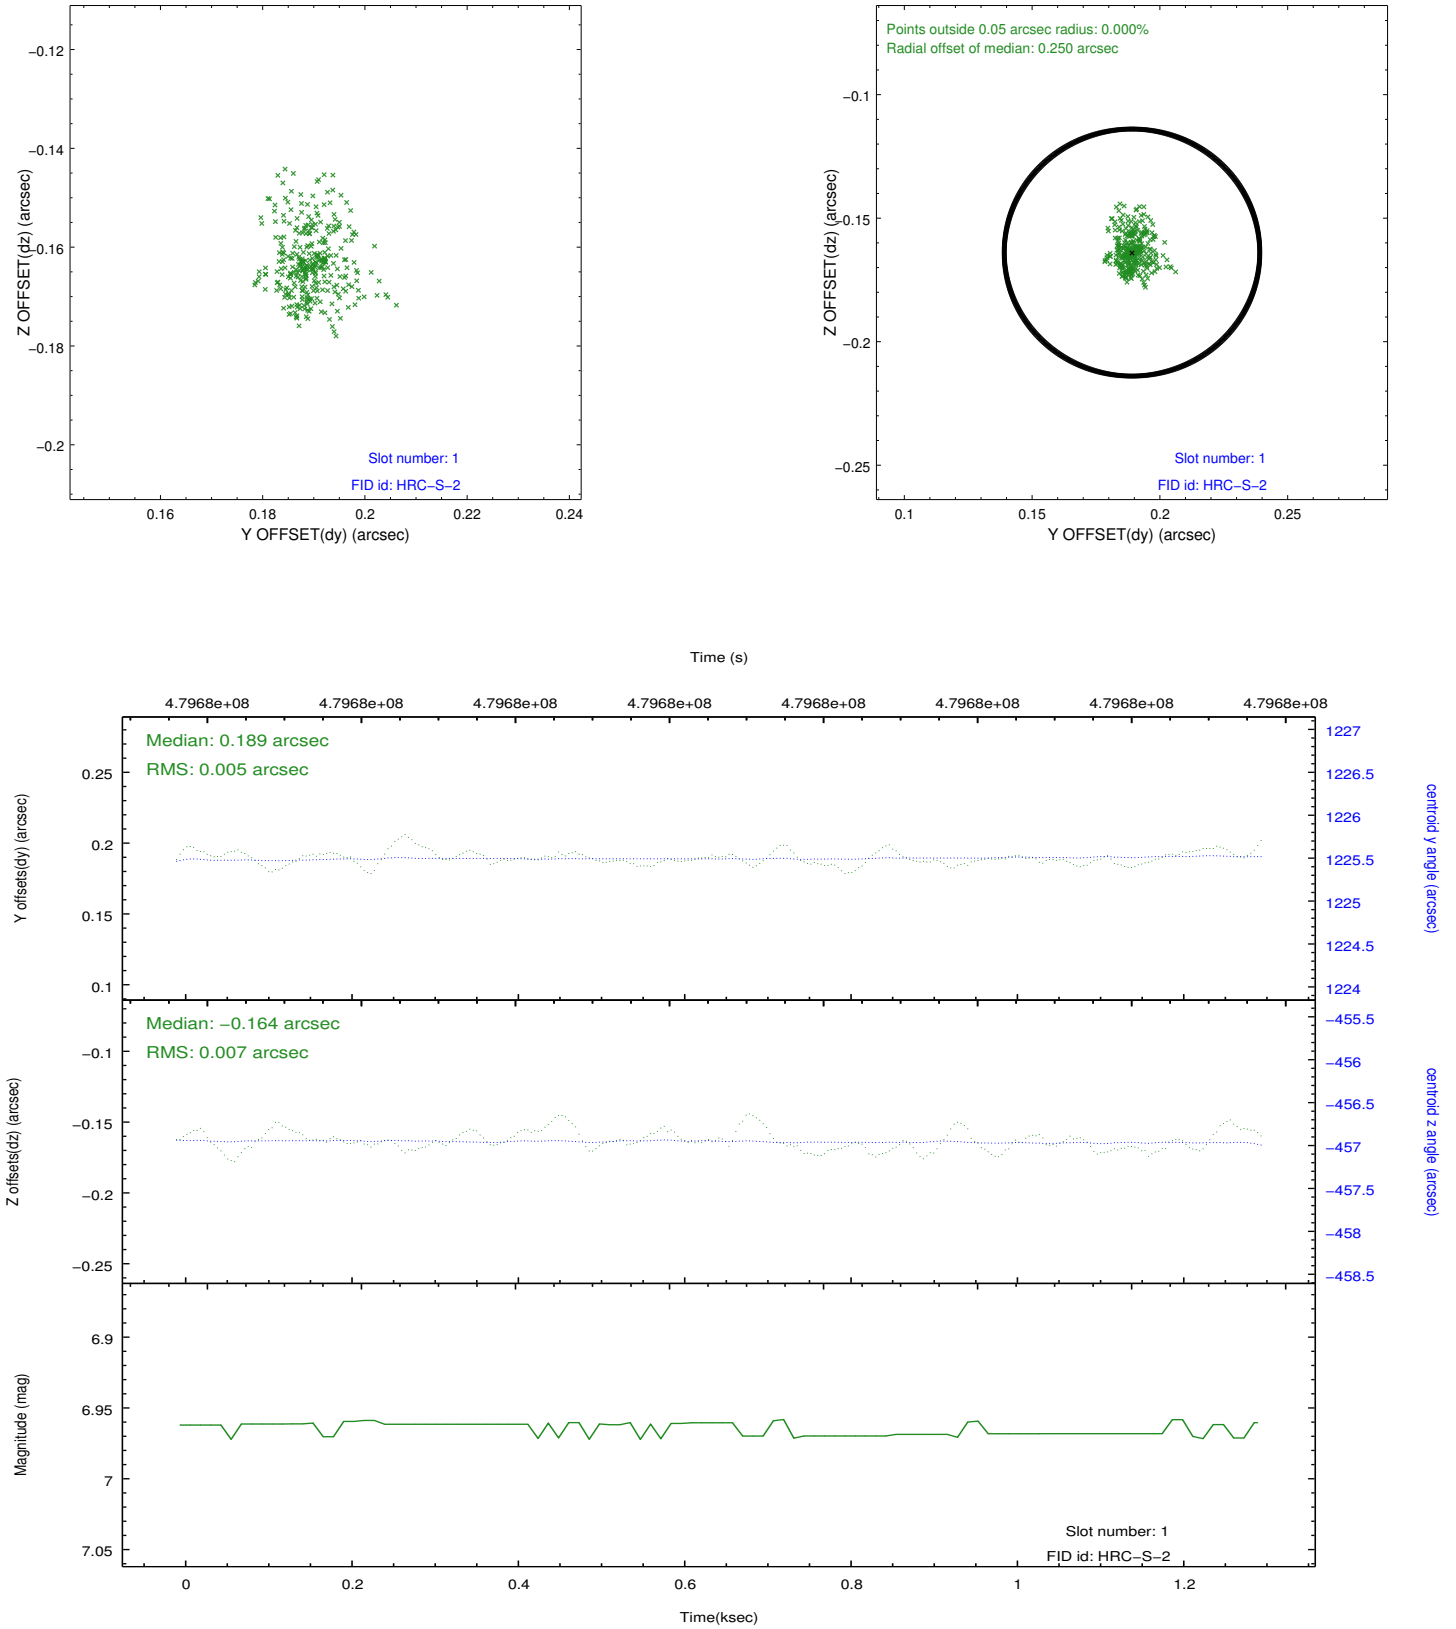 −0.12
−0.14
−0.16
−0.18
−0.2
Z OFFSET(dz) (arcsec)
Slot number: 1
FID id: HRC−S−2
0.16
0.18
0.2
0.22
0.24
Y OFFSET(dy) (arcsec)
Points outside 0.05 arcsec radius: 0.000%
Radial offset of median: 0.250 arcsec
−0.1
−0.15
−0.2
−0.25
Z OFFSET(dz) (arcsec)
Slot number: 1
FID id: HRC−S−2
0.1
0.15
0.2
0.25
Y OFFSET(dy) (arcsec)
Time (s)
4.7968e+08
4.7968e+08
4.7968e+08
4.7968e+08
4.7968e+08
4.7968e+08
4.7968e+08
4.7968e+08
Median: 0.189 arcsec
RMS: 0.005 arcsec
0.25
0.2
0.15
0.1
Y offsets(dy) (arcsec)
1227
1226.5
1226
1225.5
1225
1224.5
1224
centroid y angle (arcsec)
Median: −0.164 arcsec
RMS: 0.007 arcsec
−0.1
−0.15
−0.2
−0.25
Z offsets(dz) (arcsec)
−455.5
−456
−456.5
−457
−457.5
−458
−458.5
centroid z angle (arcsec)
6.9
6.95
7
7.05
Magnitude (mag)
Slot number: 1
FID id: HRC−S−2
0
0.2
0.4
0.6
0.8
1
1.2
Time(ksec)